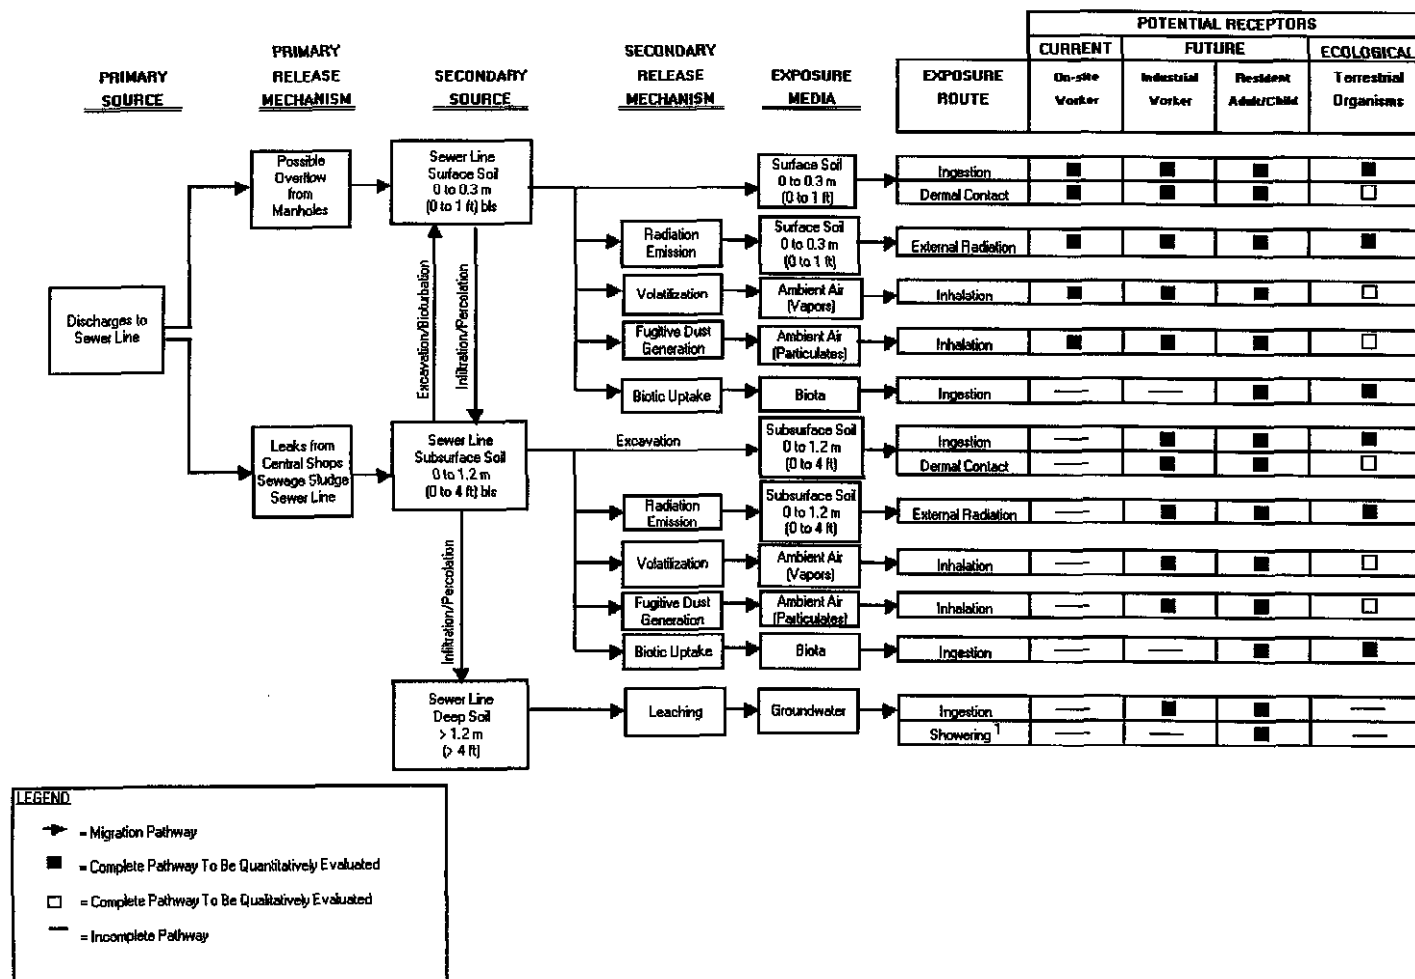 POTENTIAL RECEPTORS
CURRENT
FUTURE
ECOLOGICAL
PRIMARY
SOURCE
PRIMARY
RELEASE
MECHANISM
SECONDARY
SOURCE
SECONDARY
RELEASE
MECHANISM
EXPOSURE
MEDIA
EXPOSURE
ROUTE
On-site
Worker
Industrial
Worker
Resident
Adult/Child
Terrestrial
Organisms
Discharges to
Sewer Line
Possible
Overflow
from
Manholes
Leaks from
Central Shops
Sewage Sludge
Sewer Line
Sewer Line
Surface Soil
0 to 0.3 m
(0 to 1 ft) bls
Excavation/Bioturbation
Infiltration/Percolation
Sewer Line
Subsurface Soil
0 to 1.2 m
(0 to 4 ft) bls
Infiltration/Percolation
Sewer Line
Deep Soil
> 1.2 m
(> 4 ft)
Surface Soil
0 to 0.3 m
(0 to 1 ft)
Ingestion
Dermal Contact
Radiation
Emission
Surface Soil
0 to 0.3 m
(0 to 1 ft)
External Radiation
Volatilization
Ambient Air
(Vapors)
Inhalation
Fugitive Dust
Generation
Ambient Air
(Particulates)
Inhalation
Biotic Uptake
Biota
Ingestion
Excavation
Subsurface Soil
0 to 1.2 m
(0 to 4 ft)
Ingestion
Dermal Contact
Radiation
Emission
Subsurface Soil
0 to 1.2 m
(0 to 4 ft)
External Radiation
Volatilization
Ambient Air
(Vapors)
Inhalation
Fugitive Dust
Generation
Ambient Air
(Particulates)
Inhalation
Biotic Uptake
Biota
Ingestion
Leaching
Groundwater
Ingestion
Showering 1
LEGEND
= Migration Pathway
= Complete Pathway To Be Quantitatively Evaluated
= Complete Pathway To Be Qualitatively Evaluated
= Incomplete Pathway